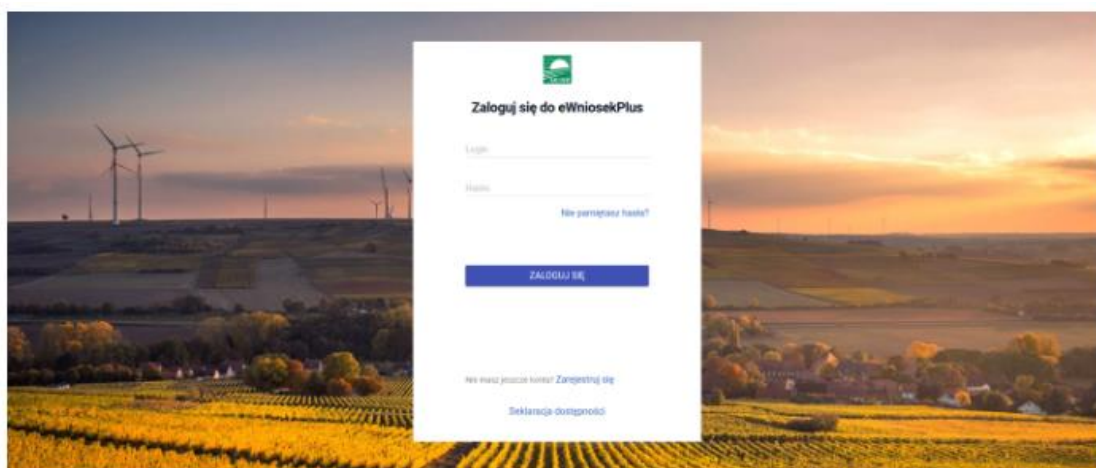 Zaloguj się do eWniosekPlus
Login
Hasło
Nie pamiętasz hasła?
ZALOGUJ SIĘ
Nie masz jeszcze konta? Zarejestruj się
Deklaracja dostępności